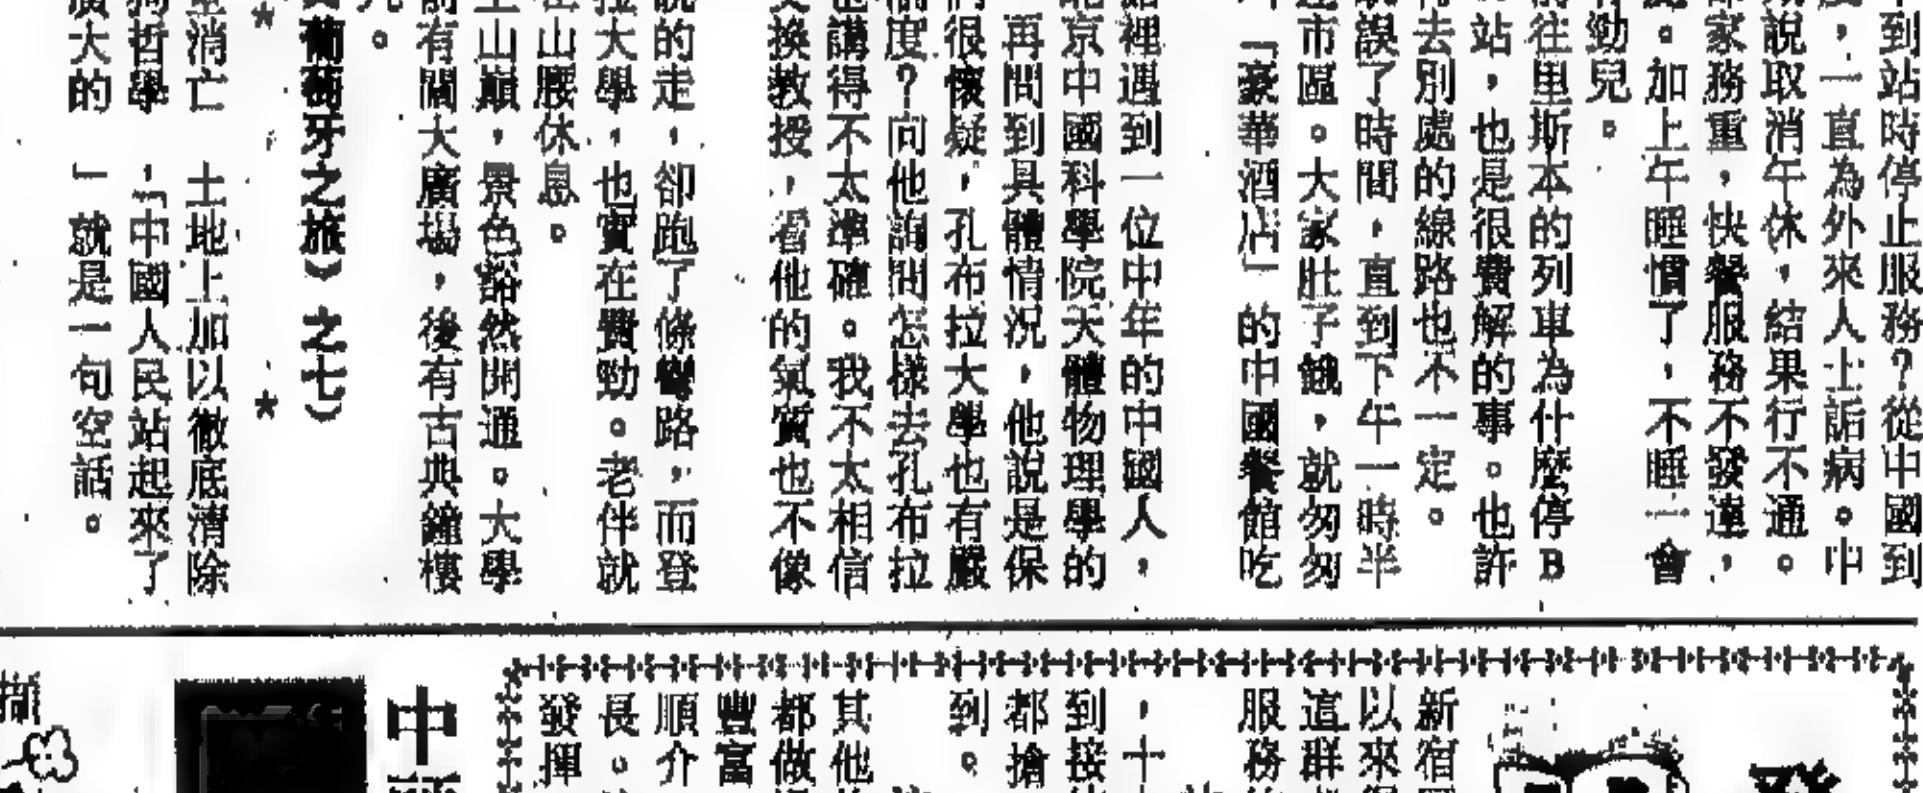 到站時停止服務？從中國到
，一直為外來人士詬病。中
說取消午休，結果行不通。
家務重，快餐服務不發達，
。加上午睡慣了，不睡一會
勁兒。
往里斯本的列車為什麼停B
站，也是很費解的事。也許
去別處的線路也不一定。
誤了時間，直到下午一時半
市區。大家肚子餓，就匆匆
「豪華酒店」的中國餐館吃
裡遇到一位中年的中國人，
京中國科學院天體物理學的
再問到具體情況，他說是保
很懷疑，孔布拉大學也有嚴
度？向他詢問怎樣去孔布拉
講得不太準確。我不太相信
換教授，看他的氣質也不像
的走，卻跑了條彎路，而登
大學，也實在費勁。老伴就
山腰休息。
山巔，景色豁然開通。大學
有關大廣場，後有古典鐘樓
。
葡萄牙之旅》之七）
* *
消亡 土地上加以徹底清除
哲學 ，「中國人民站起來了
大的 」就是一句空話。
新宿
以來
這群
服務
，十
到接
都搶
到。
其他
都做
豐富
順介
長。
發揮
中